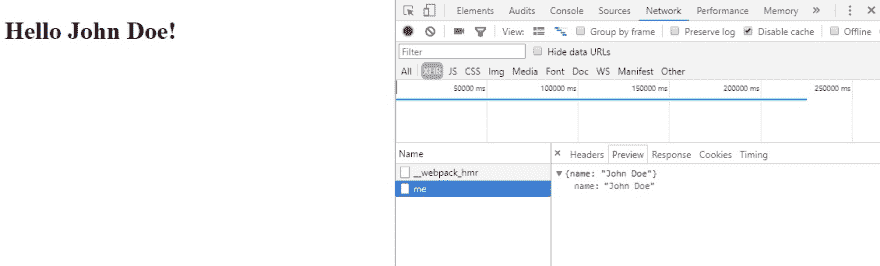 Hello John Doe!
Elements Audits Console Sources Network Performance Memory »
View: Group by frame Preserve log Disable cache Offline
Filter Hide data URLs
All XHR JS CSS Img Media Font Doc WS Manifest Other
50000 ms 100000 ms 150000 ms 200000 ms 250000 ms
Name
__webpack_hmr
me
× Headers Preview Response Cookies Timing
▼{name: "John Doe"}
name: "John Doe"